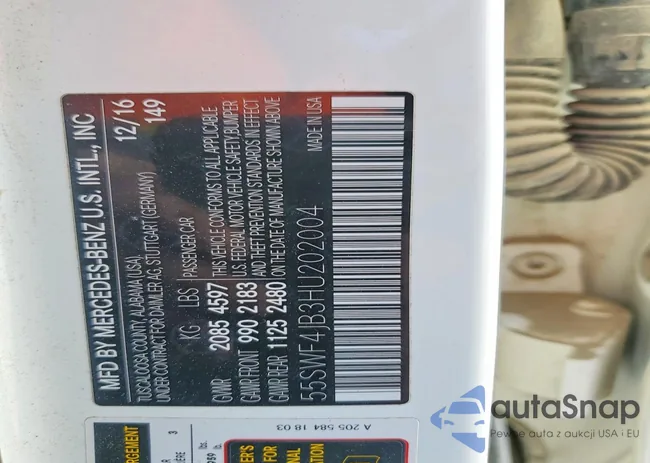 MFD BY MERCEDES-BENZ U.S. INTL., INC
TUSCALOOSA COUNTY, ALABAMA (USA), 12/16
UNDER CONTRACT FOR DAIMLER AG, STUTTGART (GERMANY) 149
KG LBS PASSENGER CAR
GVWR 2085 4597 THIS VEHICLE CONFORMS TO ALL APPLICABLE
GAWR FRONT 990 2183 U.S. FEDERAL MOTOR VEHICLE SAFETY, BUMPER
GAWR REAR 1125 2480 AND THEFT PREVENTION STANDARDS IN EFFECT
ON THE DATE OF MANUFACTURE SHOWN ABOVE
55SWF4JB3HU202004 MADE IN USA
A 205 584 18 03
3
lbs.
autaSnap
Pewne auta z aukcji USA i EU